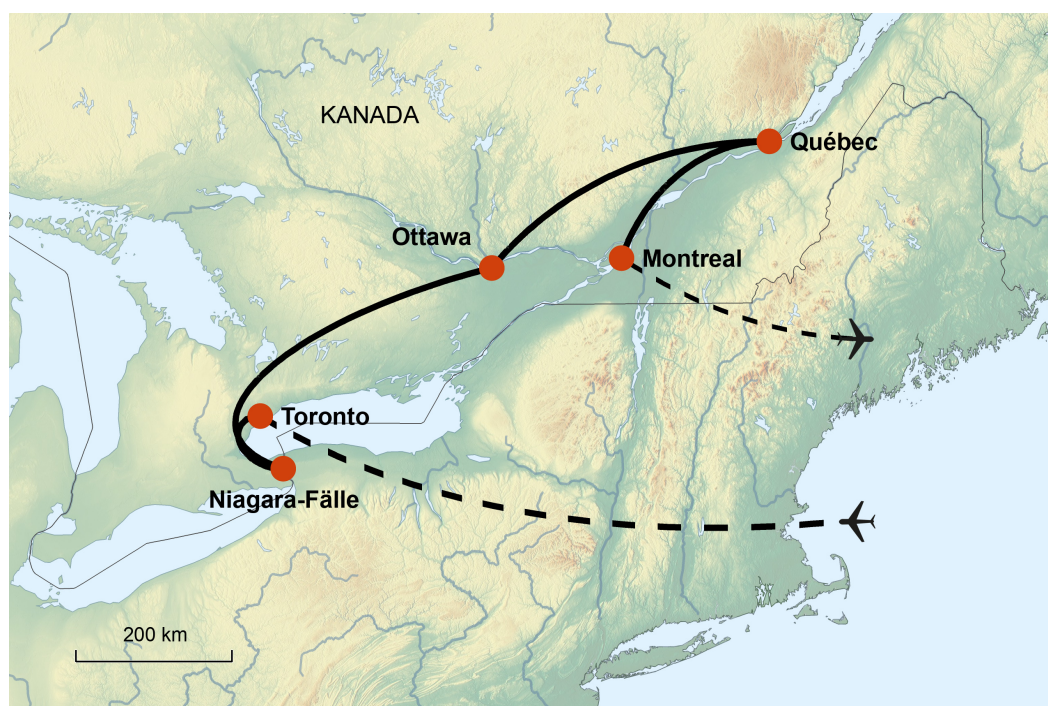 KANADA
Québec
Ottawa
Montreal
Toronto
Niagara-Fälle
200 km